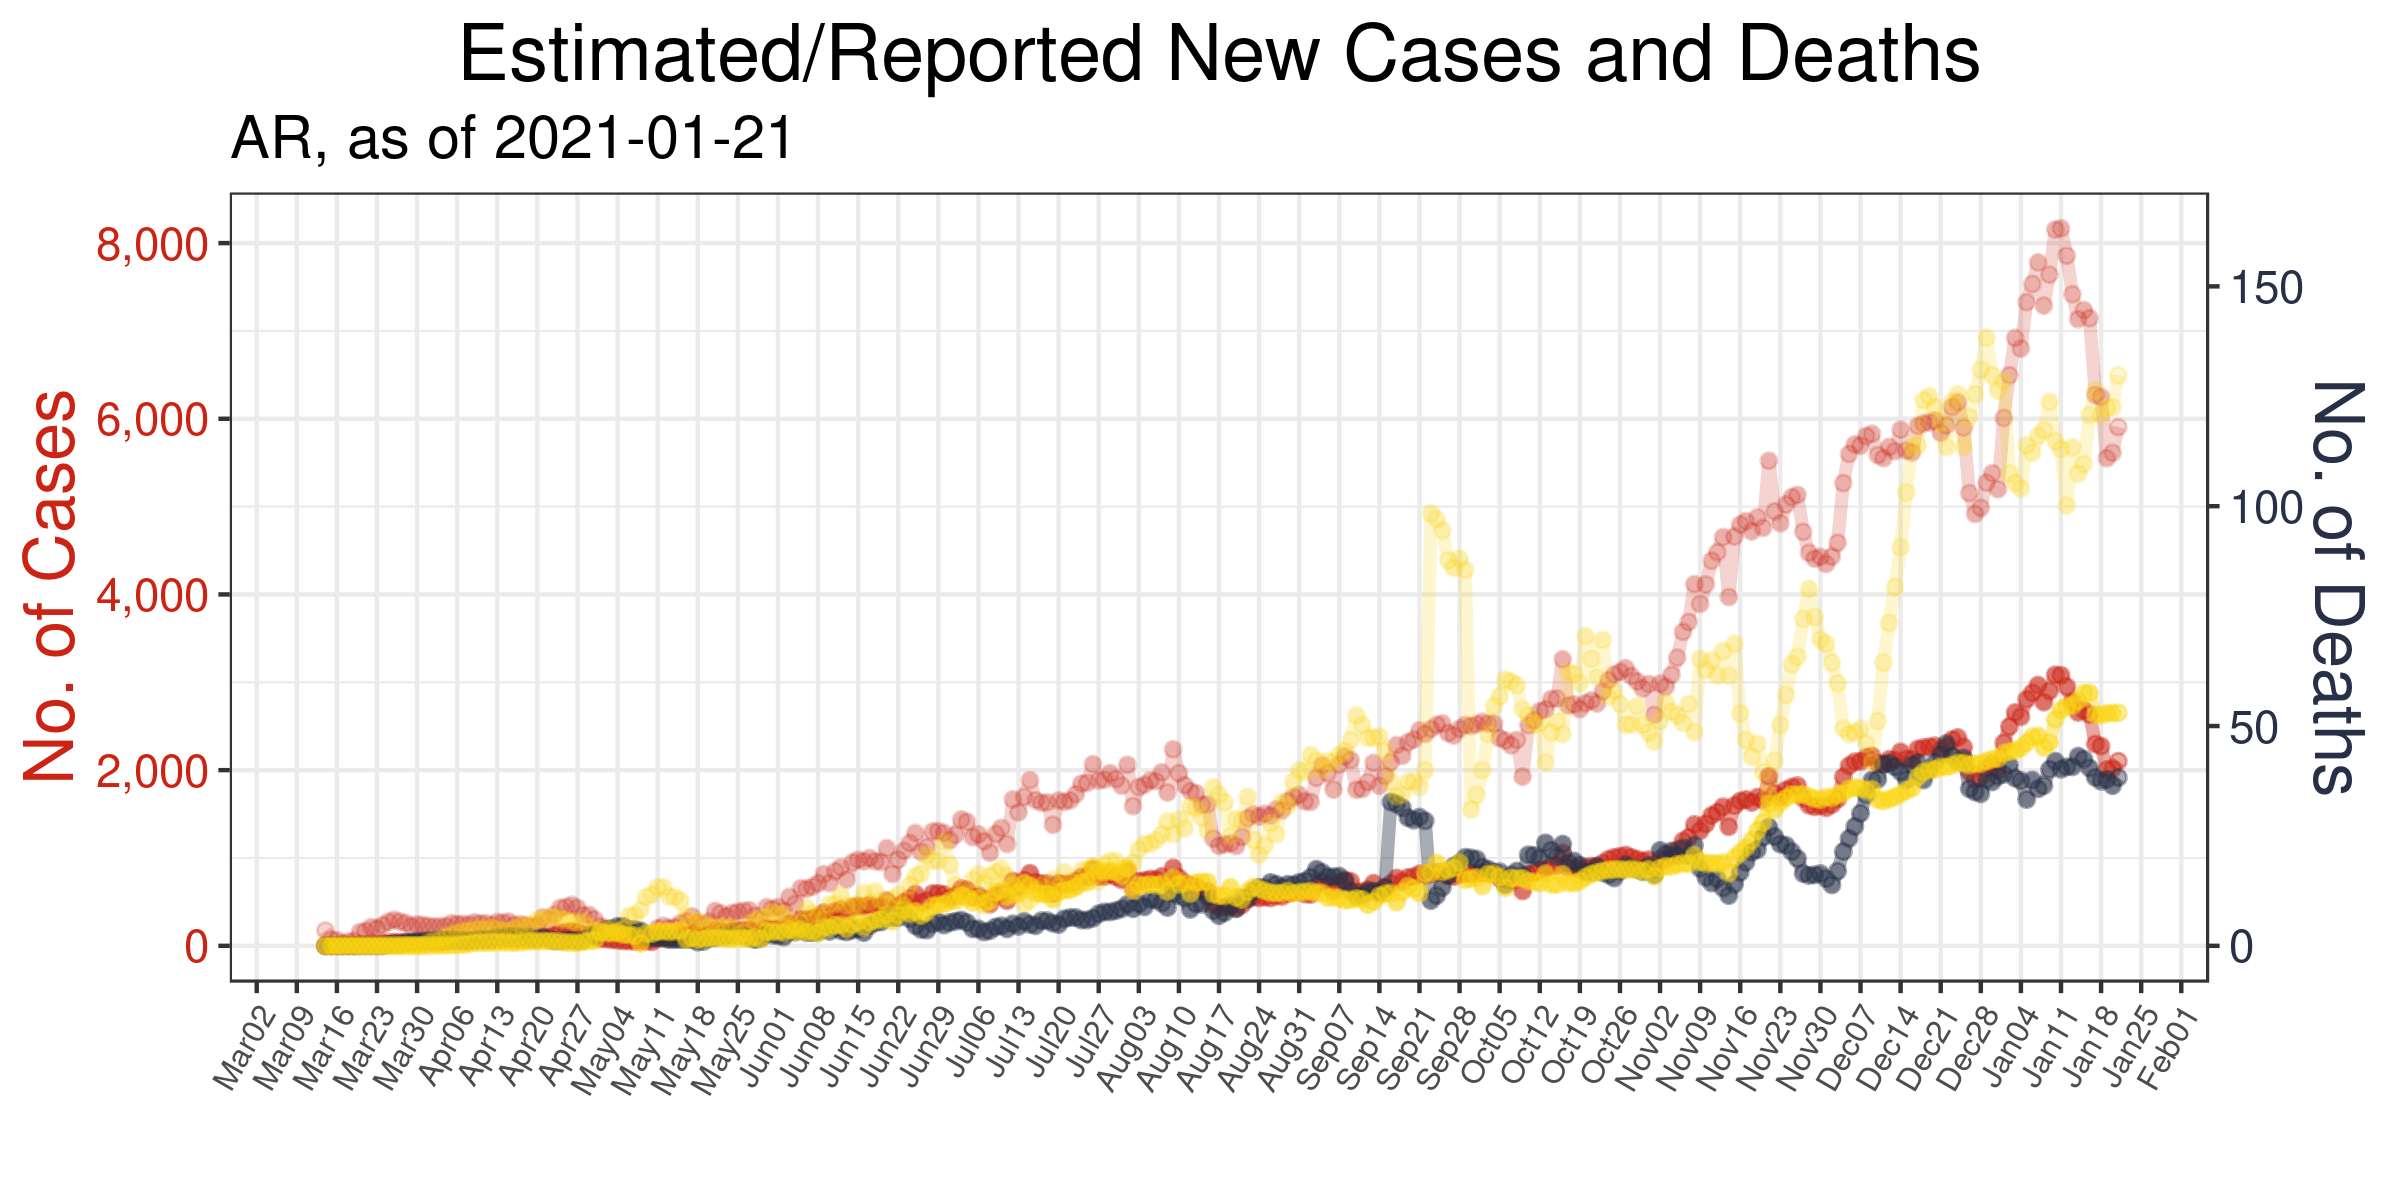 Estimated/Reported New Cases and Deaths
AR, as of 2021-01-21
No. of Cases
8,000
6,000
4,000
2,000
0
150
100
50
0
No. of Deaths
Mar02
Mar09
Mar16
Mar23
Mar30
Apr06
Apr13
Apr20
Apr27
May04
May11
May18
May25
Jun01
Jun08
Jun15
Jun22
Jun29
Jul06
Jul13
Jul20
Jul27
Aug03
Aug10
Aug17
Aug24
Aug31
Sep07
Sep14
Sep21
Sep28
Oct05
Oct12
Oct19
Oct26
Nov02
Nov09
Nov16
Nov23
Nov30
Dec07
Dec14
Dec21
Dec28
Jan04
Jan11
Jan18
Jan25
Feb01